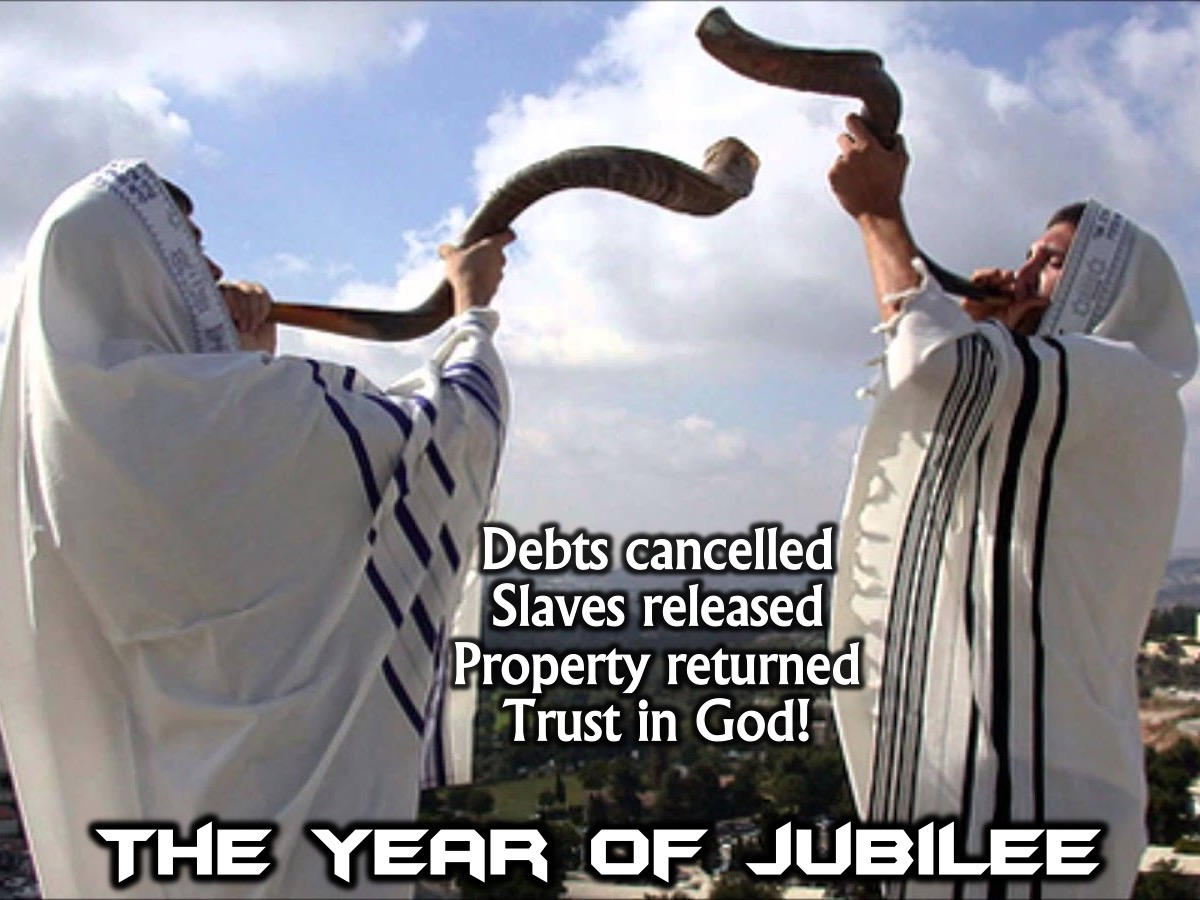 Debts cancelled
Slaves released
Property returned
Trust in God!
THE YEAR OF JUBILEE